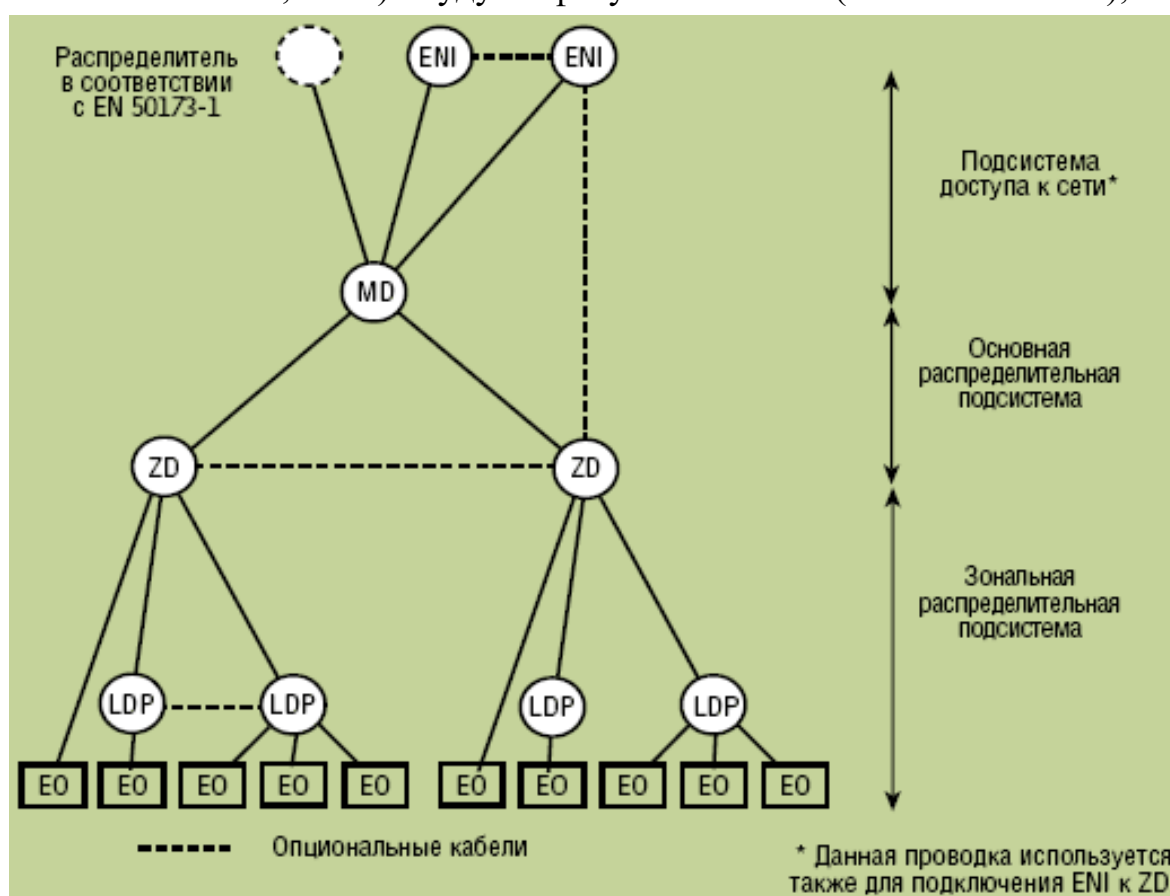 Распределитель
в соответствии
с EN 50173-1
ENI
ENI
Подсистема
доступа к сети*
MD
Основная
распределительная
подсистема
ZD
ZD
Зональная
распределительная
подсистема
LDP
LDP
LDP
LDP
EO
EO
EO
EO
EO
EO
EO
EO
EO
EO
Опциональные кабели
* Данная проводка используется
также для подключения ENI к ZD